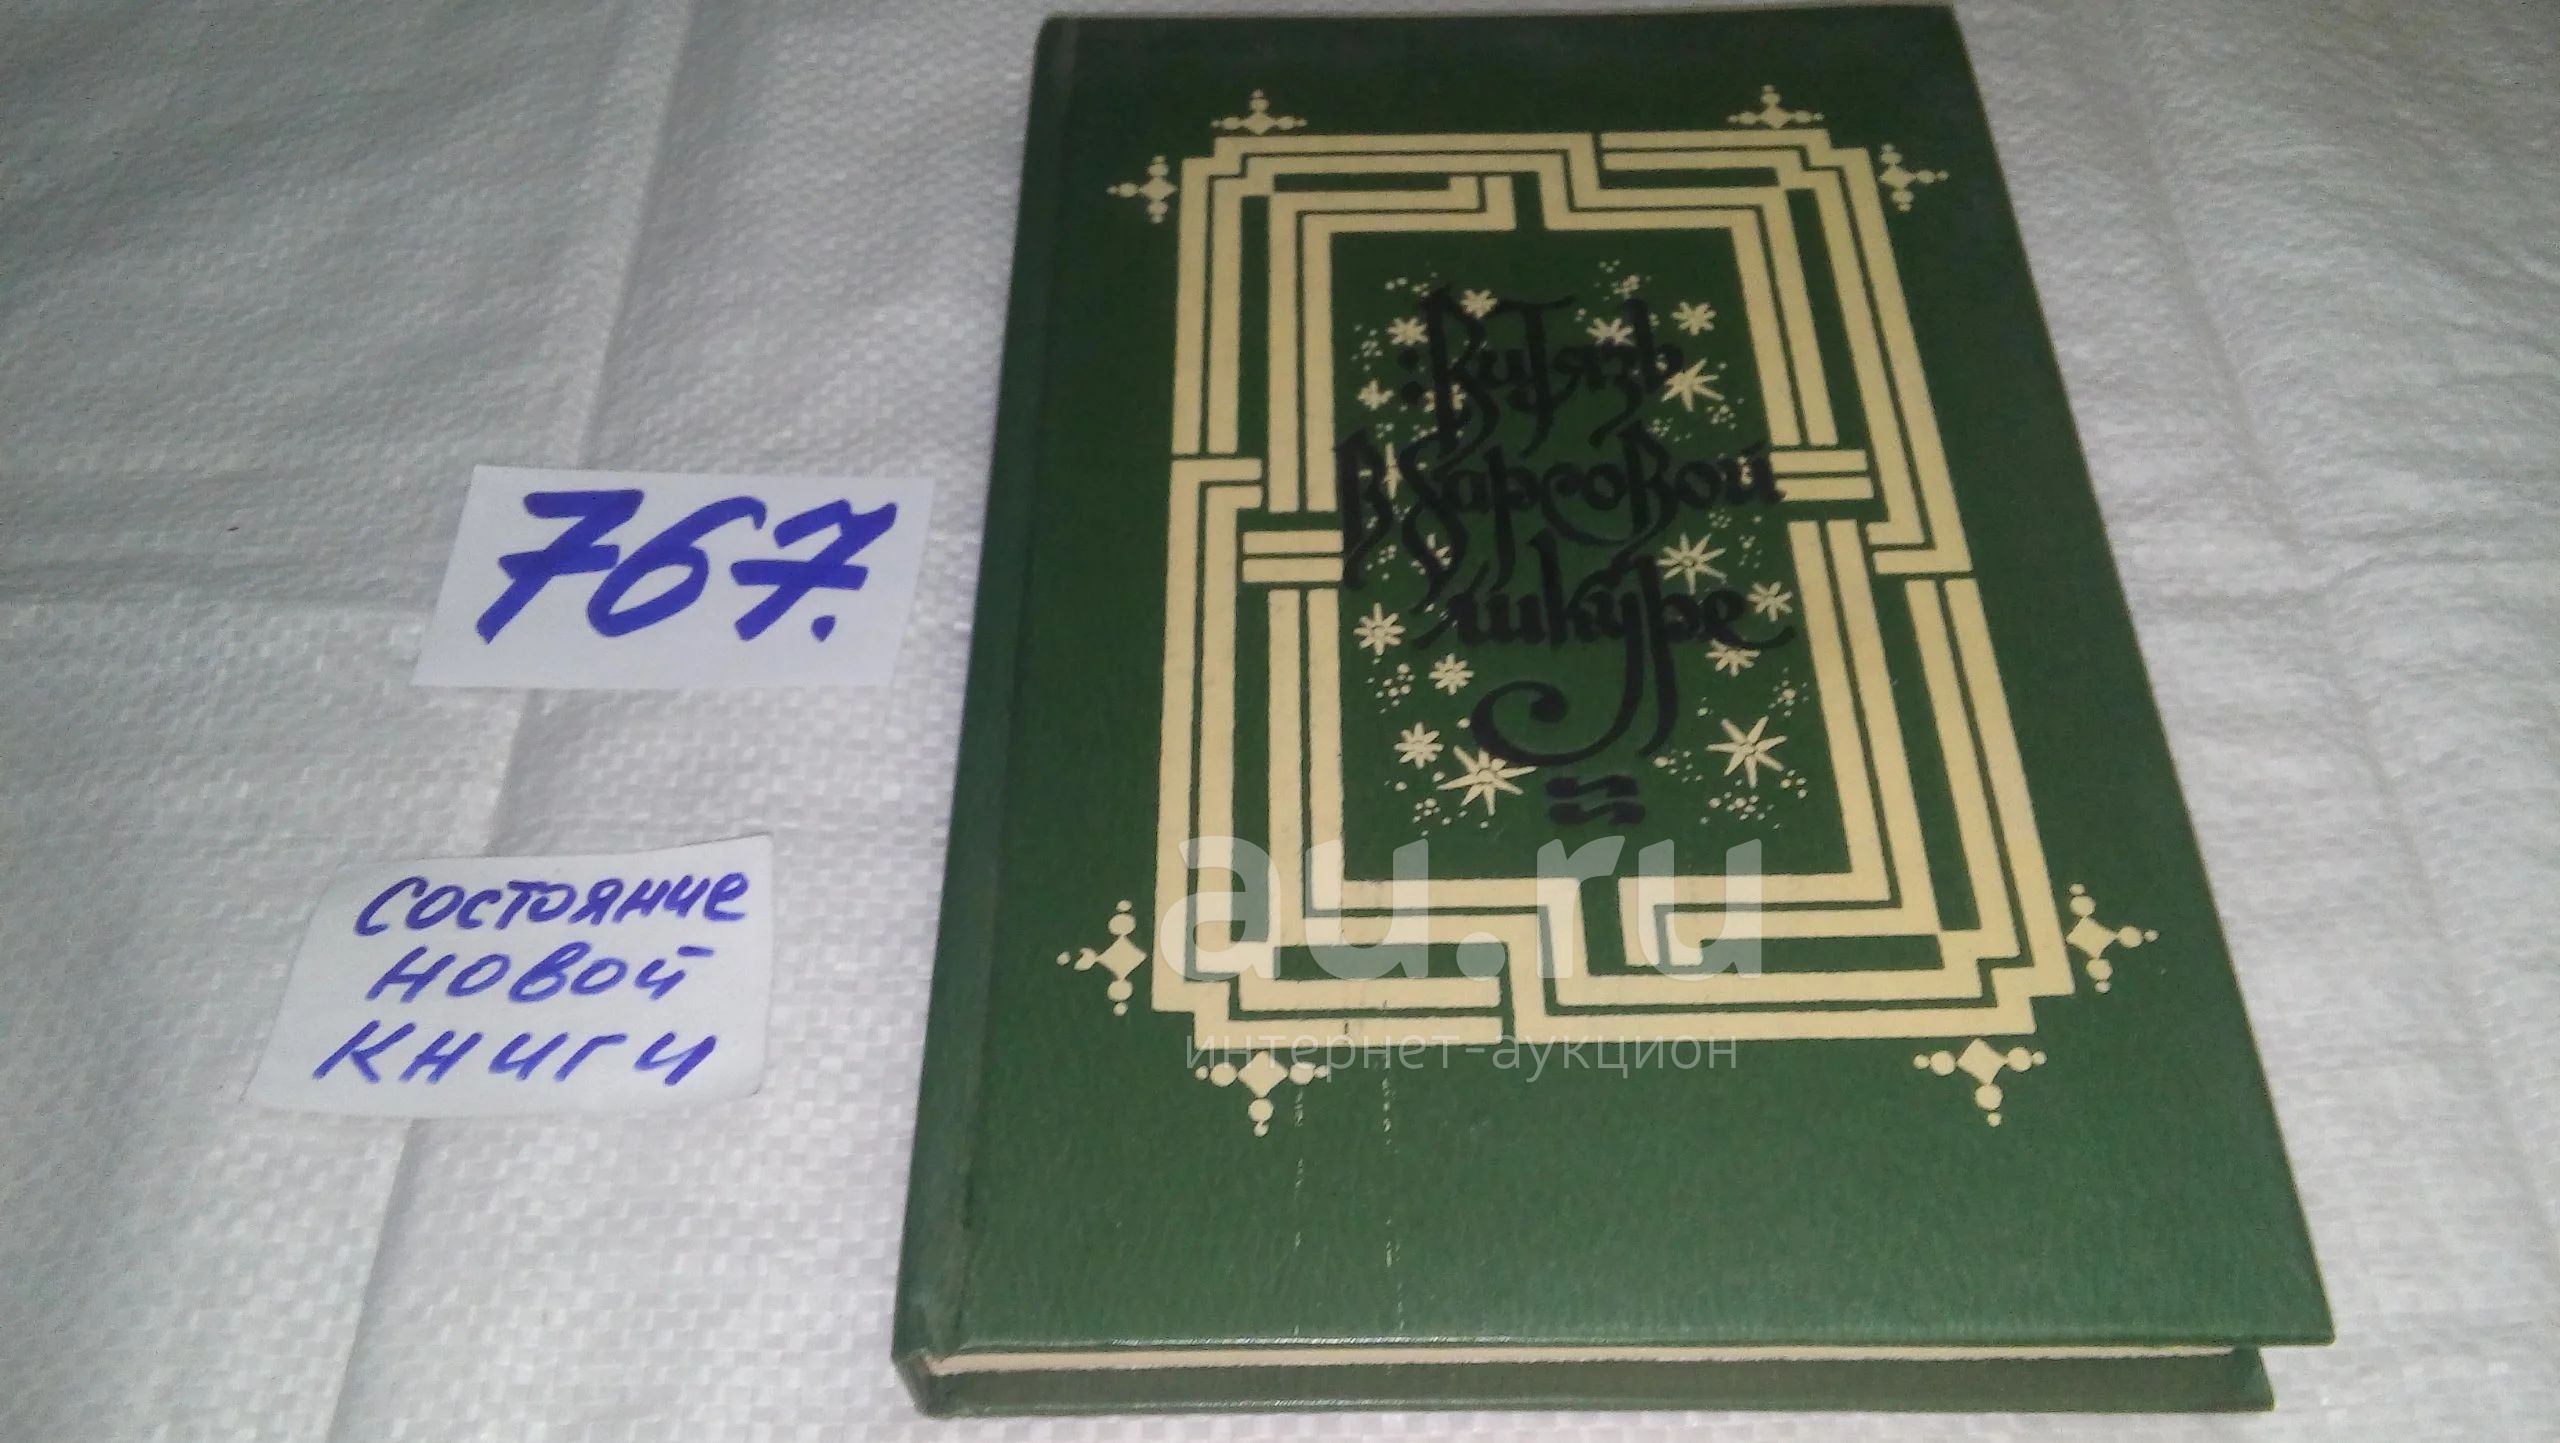 Витязь
в барсовой
шкуре
767.
состояние
новой
книги
au.ru
интернет-аукцион